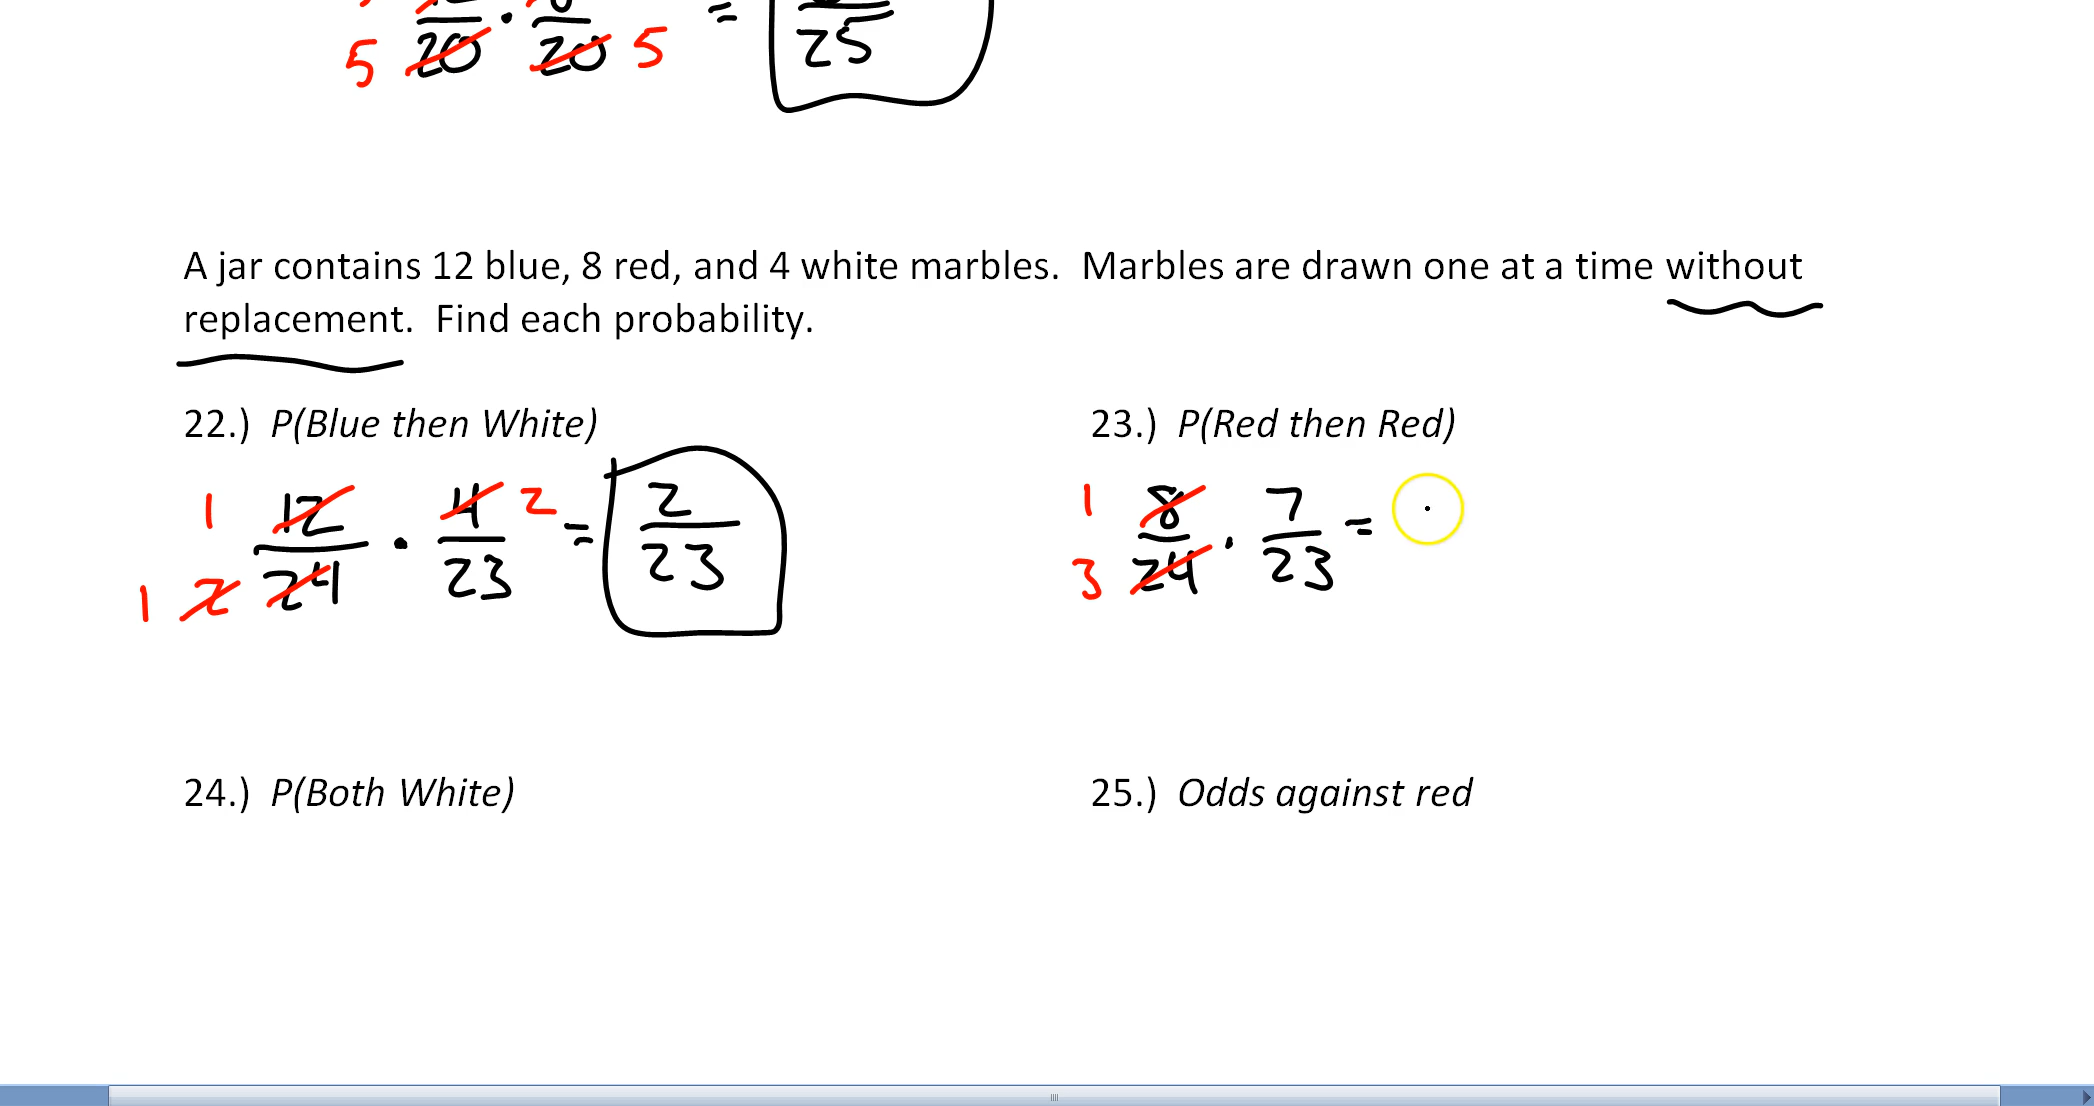 5 20 · 20 5 = 25
A jar contains 12 blue, 8 red, and 4 white marbles. Marbles are drawn one at a time without
replacement. Find each probability.
22.) P(Blue then White)
23.) P(Red then Red)
1 12 4 2 2
1 2 24 · 23 = 23
1 8 7
3 24 · 23 =
24.) P(Both White)
25.) Odds against red